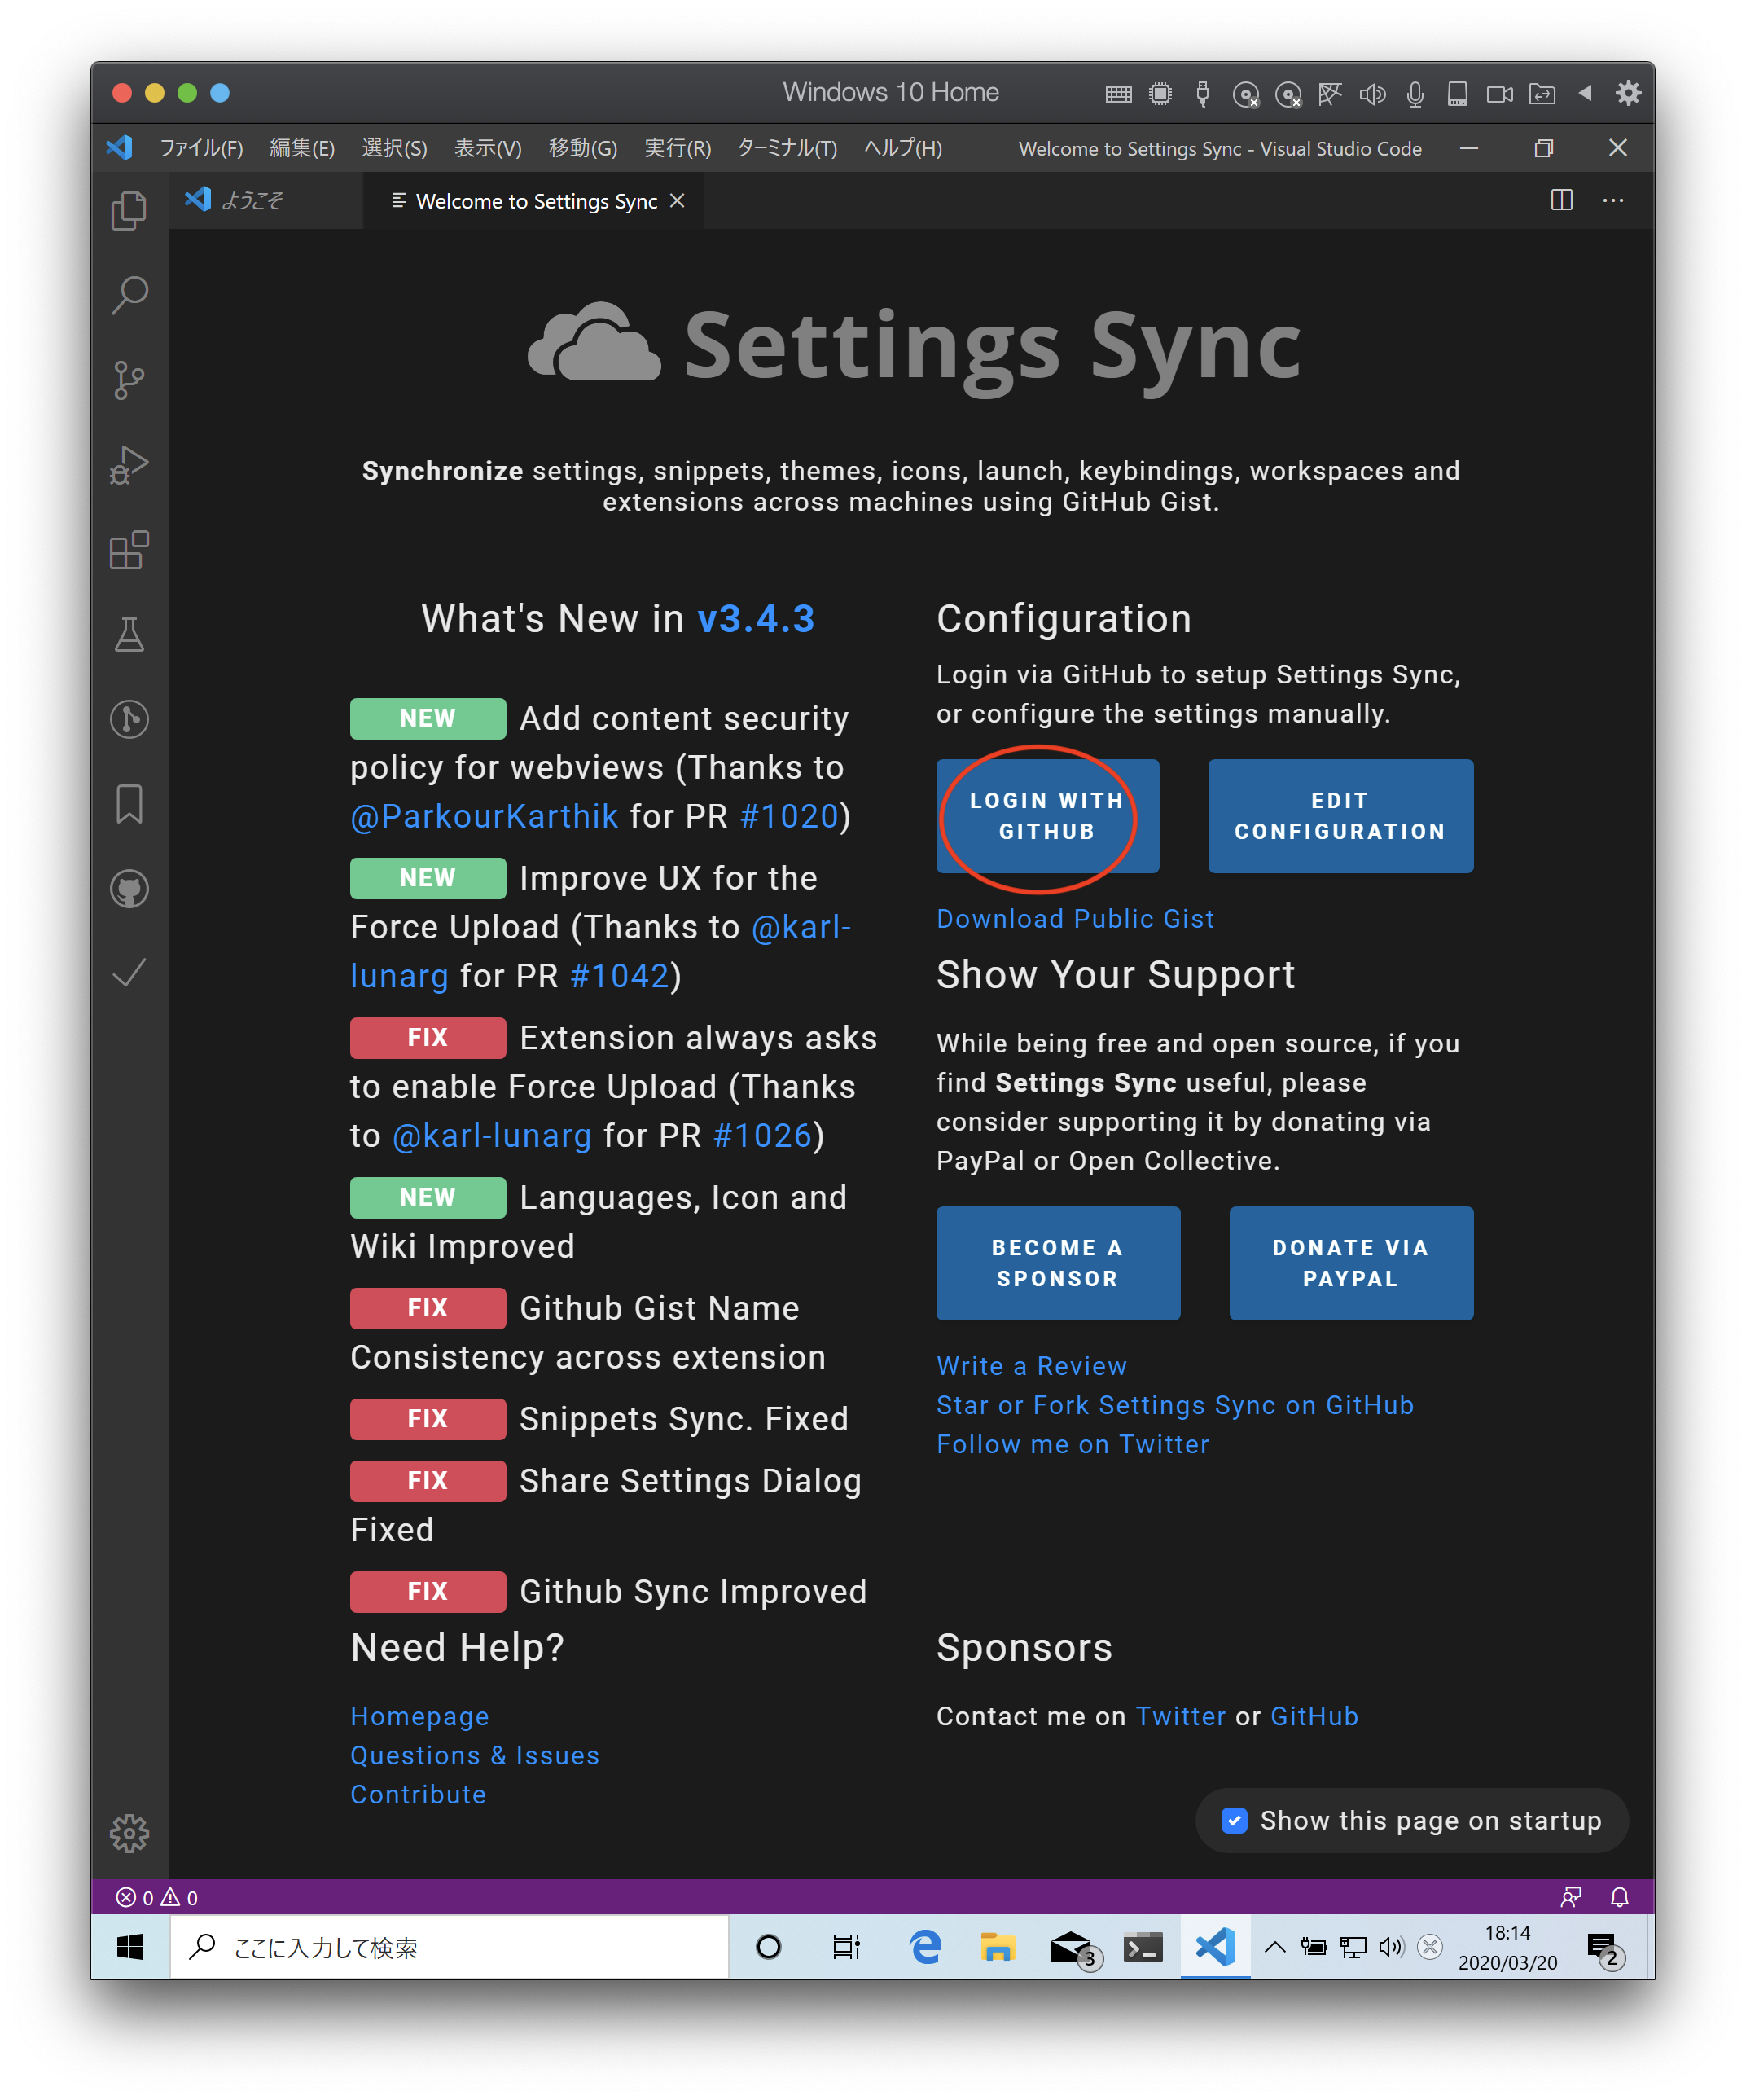 Windows 10 Home
ファイル(F) 編集(E) 選択(S) 表示(V) 移動(G) 実行(R) ターミナル(T) ヘルプ(H) Welcome to Settings Sync - Visual Studio Code
ようこそ Welcome to Settings Sync
Settings Sync
Synchronize settings, snippets, themes, icons, launch, keybindings, workspaces and
extensions across machines using GitHub Gist.
What's New in v3.4.3
NEW Add content security
policy for webviews (Thanks to
@ParkourKarthik for PR #1020)
NEW Improve UX for the
Force Upload (Thanks to @karl-
lunarg for PR #1042)
FIX Extension always asks
to enable Force Upload (Thanks
to @karl-lunarg for PR #1026)
NEW Languages, Icon and
Wiki Improved
FIX Github Gist Name
Consistency across extension
FIX Snippets Sync. Fixed
FIX Share Settings Dialog
Fixed
FIX Github Sync Improved
Configuration
Login via GitHub to setup Settings Sync,
or configure the settings manually.
LOGIN WITH
GITHUB
EDIT
CONFIGURATION
Download Public Gist
Show Your Support
While being free and open source, if you
find Settings Sync useful, please
consider supporting it by donating via
PayPal or Open Collective.
BECOME A
SPONSOR
DONATE VIA
PAYPAL
Write a Review
Star or Fork Settings Sync on GitHub
Follow me on Twitter
Need Help?
Homepage
Questions & Issues
Contribute
Sponsors
Contact me on Twitter or GitHub
Show this page on startup
0 0
ここに入力して検索
3
18:14
2020/03/20
2